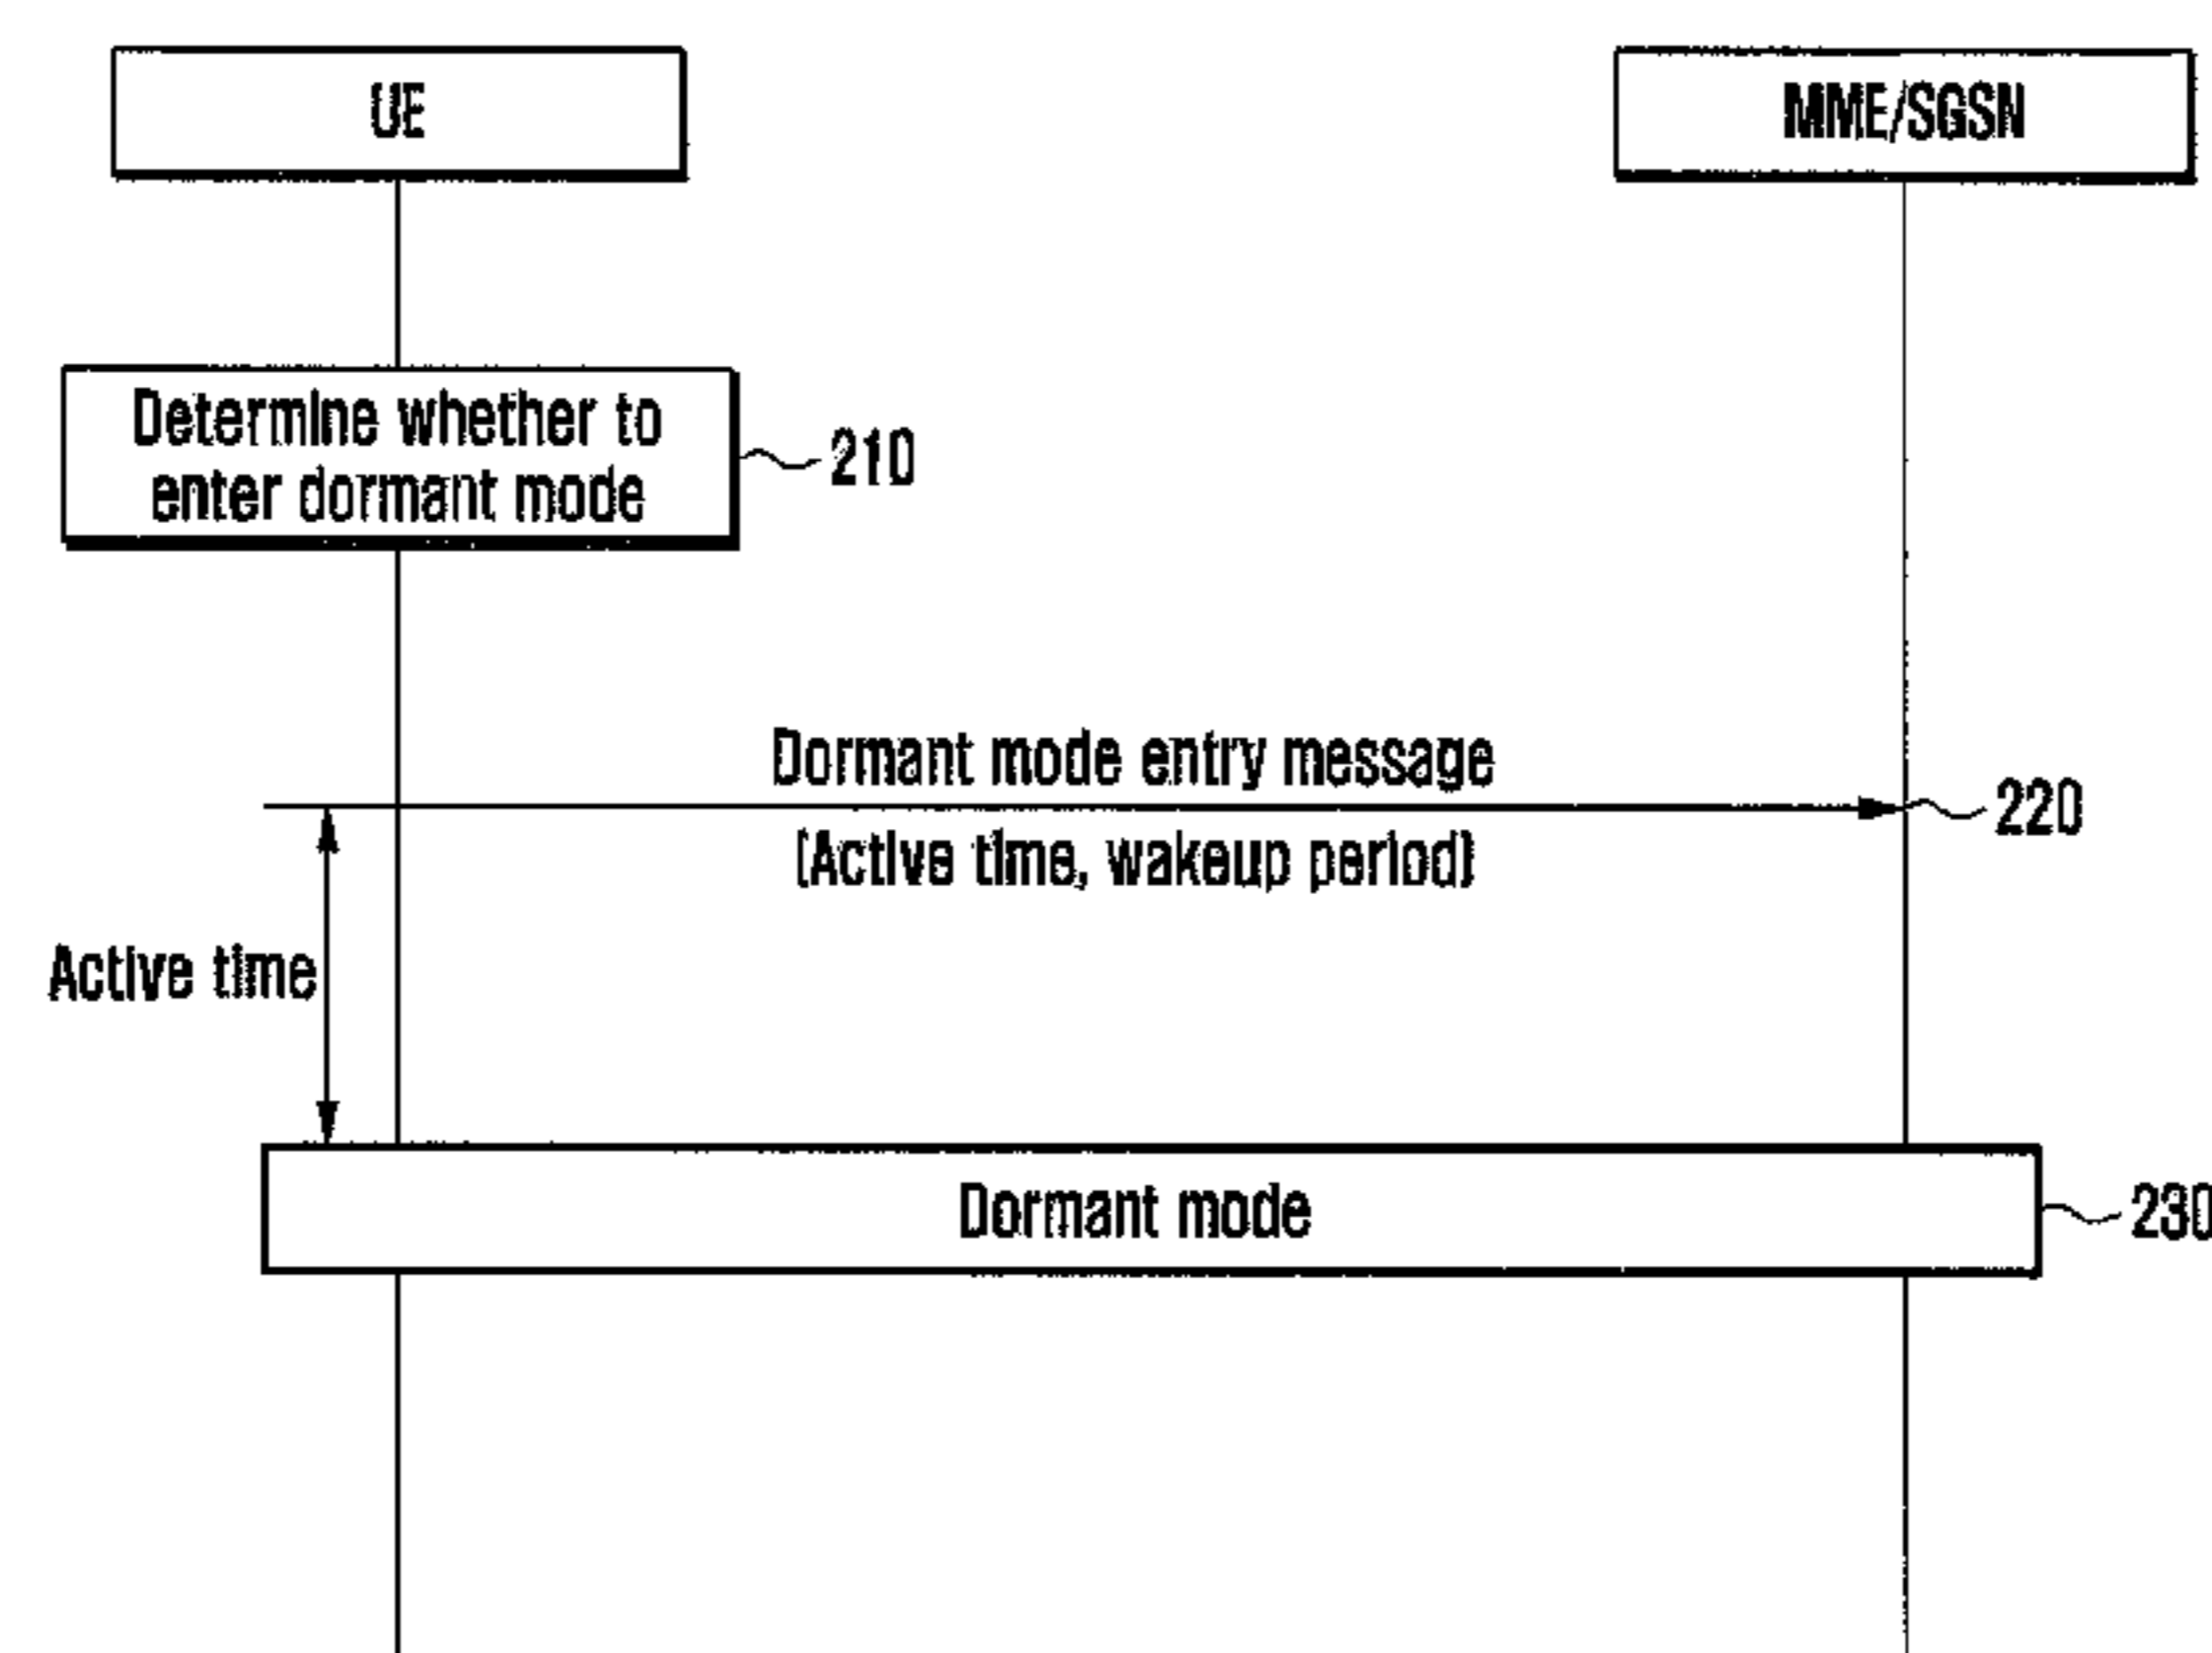 UE
MME/SGSN
Determine whether to
enter dormant mode
210
Dormant mode entry message
220
(Active time, wakeup period)
Active time
Dormant mode
230